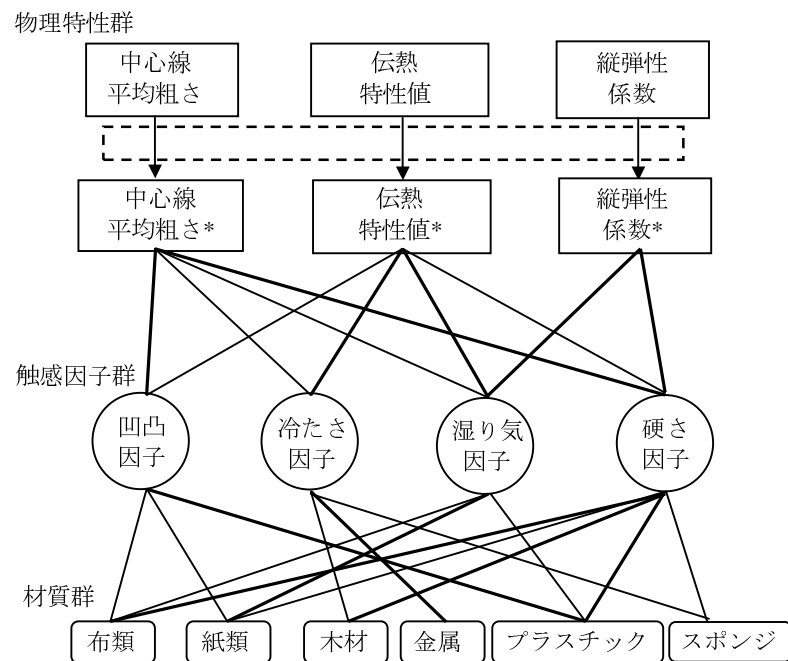 物理特性群
中心線
平均粗さ
伝熱
特性値
縦弾性
係数
中心線
平均粗さ*
伝熱
特性値*
縦弾性
係数*
触感因子群
凹凸
因子
冷たさ
因子
湿り気
因子
硬さ
因子
材質群
布類
紙類
木材
金属
プラスチック
スポンジ